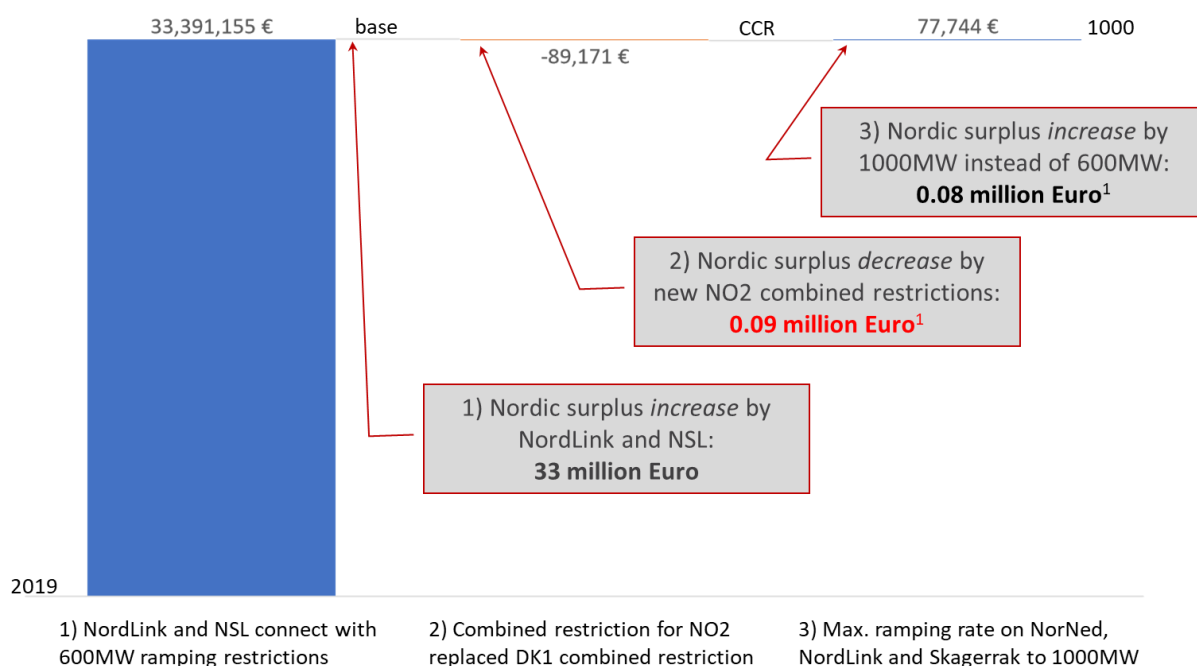 33,391,155 €
base
-89,171 €
CCR
77,744 €
1000
3) Nordic surplus increase by
1000MW instead of 600MW:
0.08 million Euro¹
2) Nordic surplus decrease by
new NO2 combined restrictions:
0.09 million Euro¹
1) Nordic surplus increase by
NordLink and NSL:
33 million Euro
2019
1) NordLink and NSL connect with
600MW ramping restrictions
2) Combined restriction for NO2
replaced DK1 combined restriction
3) Max. ramping rate on NorNed,
NordLink and Skagerrak to 1000MW